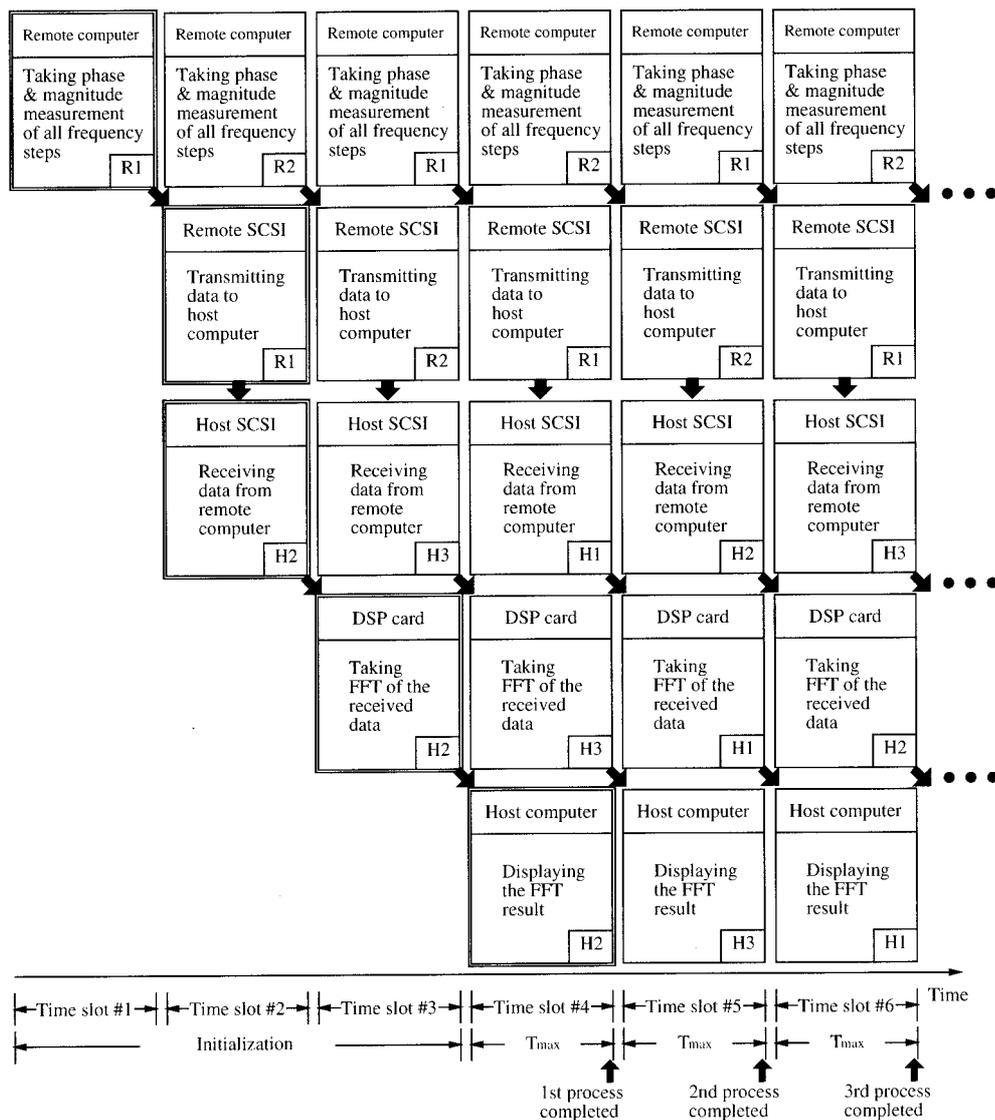 Remote computer
Taking phase
& magnitude
measurement
of all frequency
steps
R1
Remote computer
Taking phase
& magnitude
measurement
of all frequency
steps
R2
Remote computer
Taking phase
& magnitude
measurement
of all frequency
steps
R1
Remote computer
Taking phase
& magnitude
measurement
of all frequency
steps
R2
Remote computer
Taking phase
& magnitude
measurement
of all frequency
steps
R1
Remote computer
Taking phase
& magnitude
measurement
of all frequency
steps
R2
Remote SCSI
Transmitting
data to
host
computer
R1
Remote SCSI
Transmitting
data to
host
computer
R2
Remote SCSI
Transmitting
data to
host
computer
R1
Remote SCSI
Transmitting
data to
host
computer
R2
Remote SCSI
Transmitting
data to
host
computer
R1
Host SCSI
Receiving
data from
remote
computer
H2
Host SCSI
Receiving
data from
remote
computer
H3
Host SCSI
Receiving
data from
remote
computer
H1
Host SCSI
Receiving
data from
remote
computer
H2
Host SCSI
Receiving
data from
remote
computer
H3
DSP card
Taking
FFT of the
received
data
H2
DSP card
Taking
FFT of the
received
data
H3
DSP card
Taking
FFT of the
received
data
H1
DSP card
Taking
FFT of the
received
data
H2
Host computer
Displaying
the FFT
result
H2
Host computer
Displaying
the FFT
result
H3
Host computer
Displaying
the FFT
result
H1
Time
Time slot #1
Time slot #2
Time slot #3
Time slot #4
Time slot #5
Time slot #6
Initialization
Tmax
Tmax
Tmax
1st process
completed
2nd process
completed
3rd process
completed